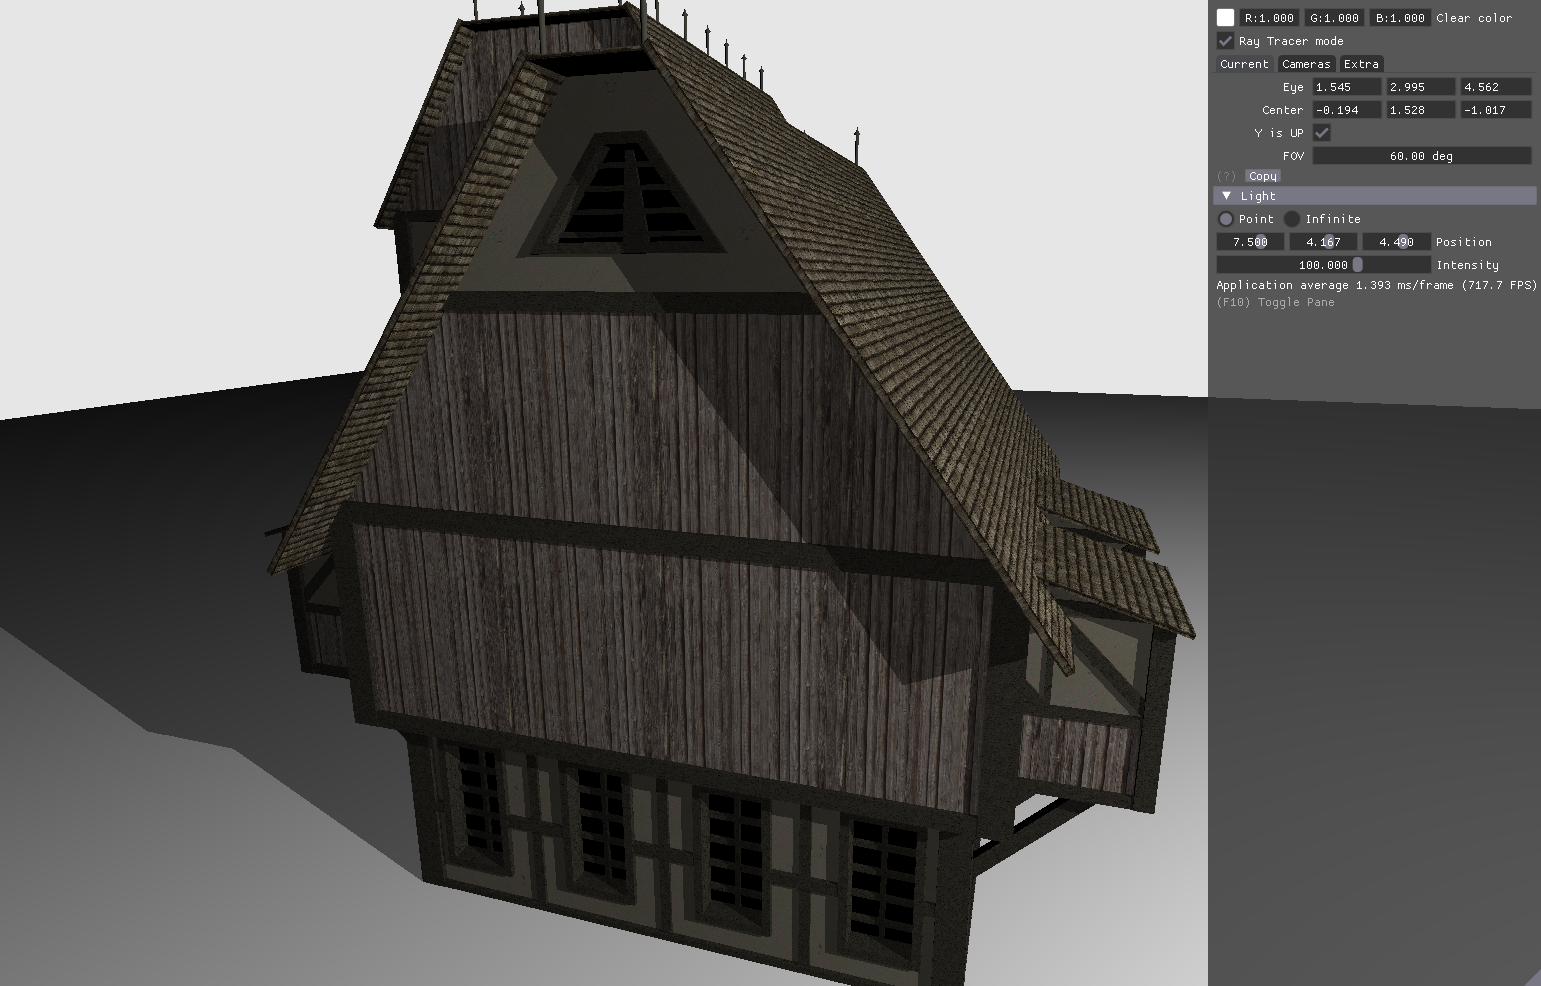 R:1.000 G:1.000 B:1.000 Clear color
Ray Tracer mode
Current Cameras Extra
Eye 1.545 2.995 4.562
Center -0.194 1.528 -1.017
Y is UP
FOV 60.00 deg
(?) Copy
Light
Point Infinite
7.500 4.167 4.490 Position
100.000 Intensity
Application average 1.393 ms/frame (717.7 FPS)
(F10) Toggle Pane